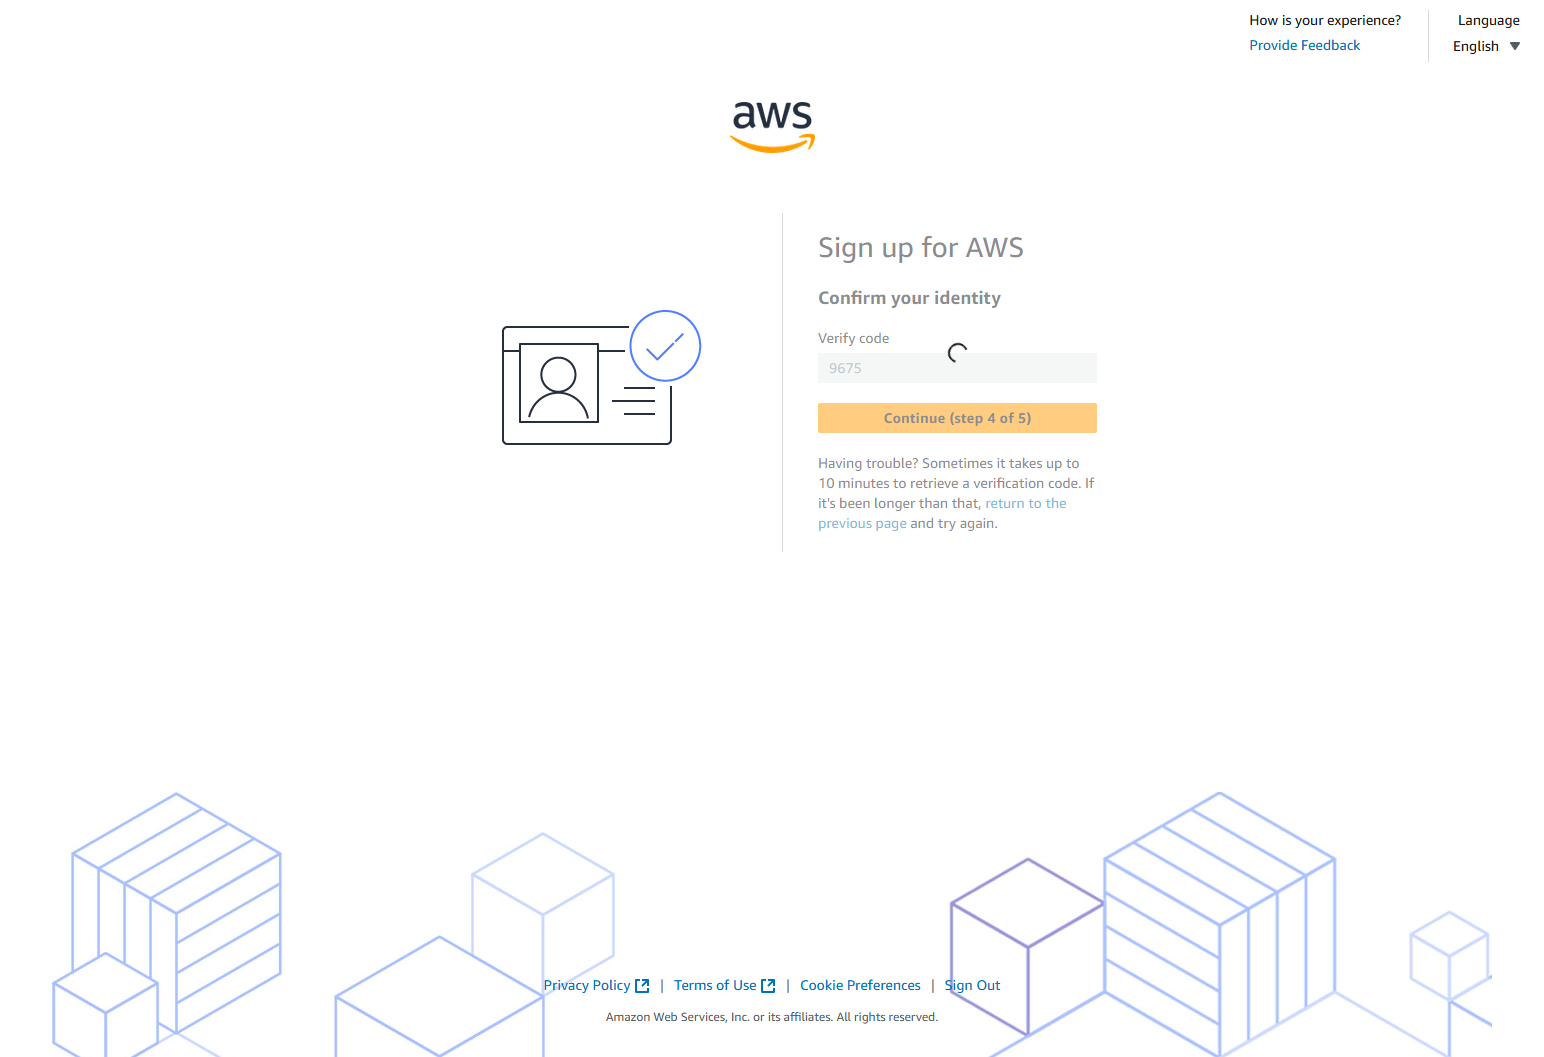 How is your experience?
Provide Feedback
Language
English
aws
Sign up for AWS
Confirm your identity
Verify code
9675
Continue (step 4 of 5)
Having trouble? Sometimes it takes up to
10 minutes to retrieve a verification code. If
it's been longer than that, return to the
previous page and try again.
Privacy Policy | Terms of Use | Cookie Preferences | Sign Out
Amazon Web Services, Inc. or its affiliates. All rights reserved.